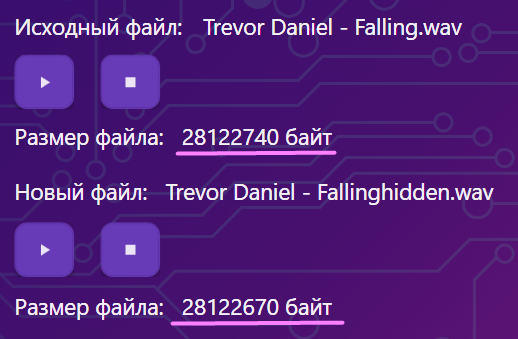 Исходный файл: Trevor Daniel - Falling.wav
Размер файла: 28122740 байт
Новый файл: Trevor Daniel - Fallinghidden.wav
Размер файла: 28122670 байт